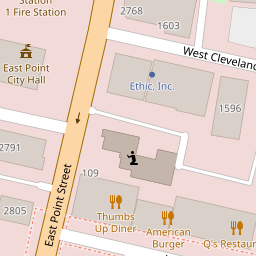 Station
1 Fire Station
2768
1603
West Cleveland
East Point
City Hall
Ethic, Inc.
1596
2791
109
East Point Street
2805
Thumbs
Up Diner
American
Burger
Q's Restau